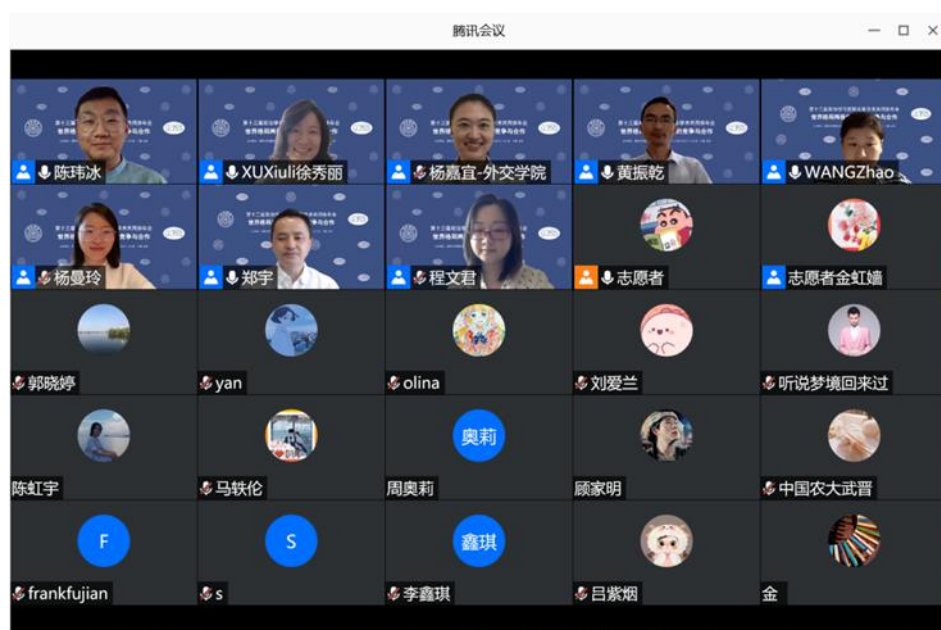 腾讯会议
陈玮冰
XUXiuli徐秀丽
杨嘉宜-外交学院
黄振乾
WANGZhao
杨曼玲
郑宇
程文君
志愿者
志愿者金虹嫱
郭晓婷
yan
olina
刘爱兰
听说梦境回来过
陈虹宇
马轶伦
奥莉
周奥莉
顾家明
中国农大武晋
F
frankfujian
S
s
鑫琪
李鑫琪
吕紫烟
金